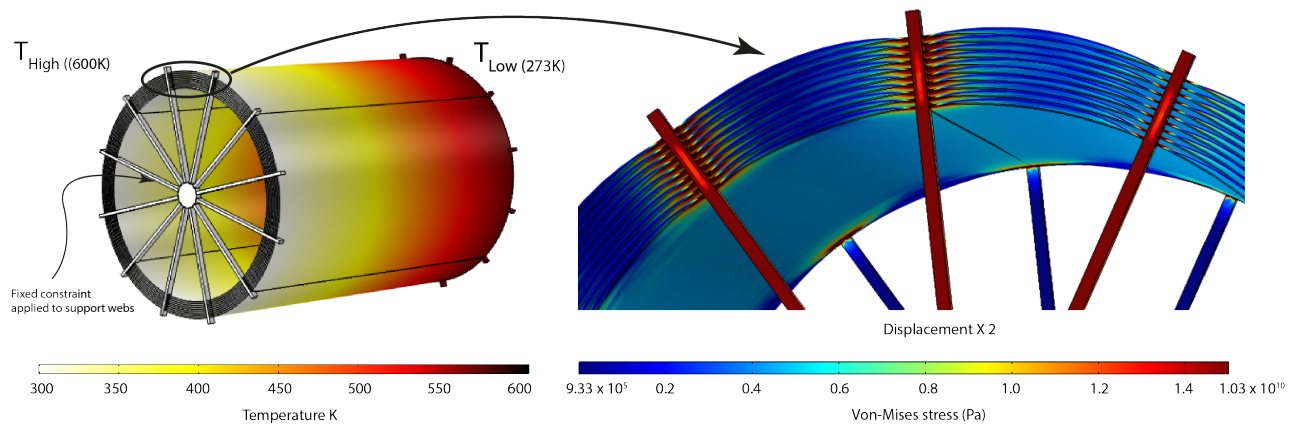 T High ((600K)
T Low (273K)
Fixed constraint
applied to support webs
Displacement X 2
300 350 400 450 500 550 600
Temperature K
9.33 x 10⁵ 0.2 0.4 0.6 0.8 1.0 1.2 1.4 1.03 x 10¹⁰
Von-Mises stress (Pa)